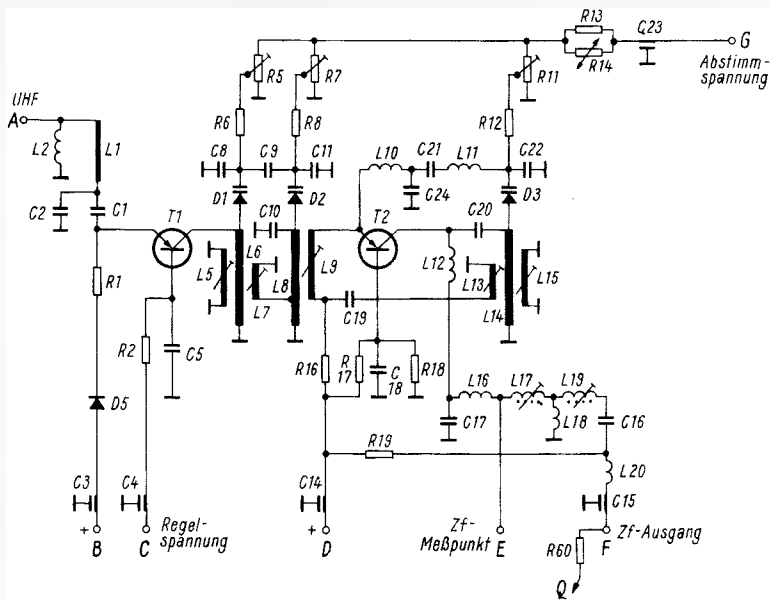 R13
C23
G
R14
Abstimm-
spannung
R5
R7
R11
UHF
A
R6
R8
R12
L2
L1
C8
C9
C11
L10
C21
L11
C22
C24
D1
D2
D3
C2
C1
T1
C10
T2
C20
L6
L12
L5
L9
L13
L15
R1
L7
L8
L14
C19
R2
C5
R16
R
17
C
18
R18
L16
L17
L19
D5
C17
L18
C16
R19
L20
C3
C4
C14
C15
+
B
C
Regel-
spannung
+
D
Zf-
Meßpunkt
E
R60
F
Zf-Ausgang
Q